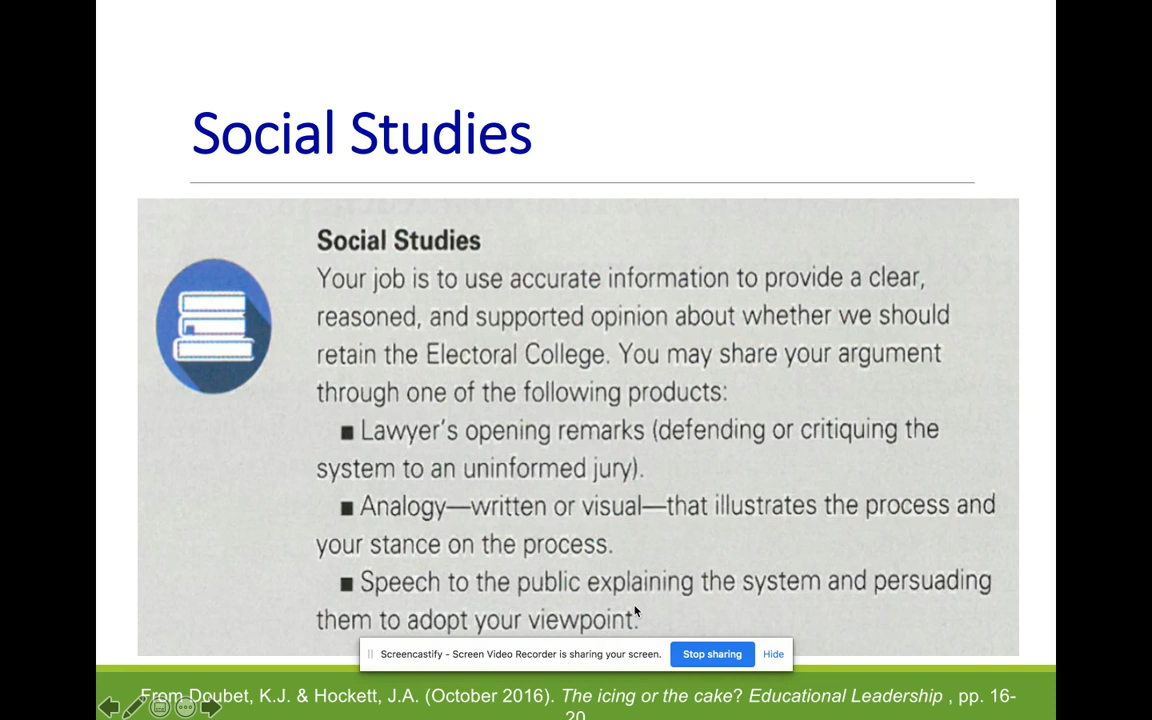 Social Studies
Social Studies
Your job is to use accurate information to provide a clear,
reasoned, and supported opinion about whether we should
retain the Electoral College. You may share your argument
through one of the following products:
■ Lawyer's opening remarks (defending or critiquing the
system to an uninformed jury).
■ Analogy—written or visual—that illustrates the process and
your stance on the process.
■ Speech to the public explaining the system and persuading
them to adopt your viewpoint.
Screencastify - Screen Video Recorder is sharing your screen.
Stop sharing
Hide
From Doubet, K.J. & Hockett, J.A. (October 2016). The icing or the cake? Educational Leadership , pp. 16-
20